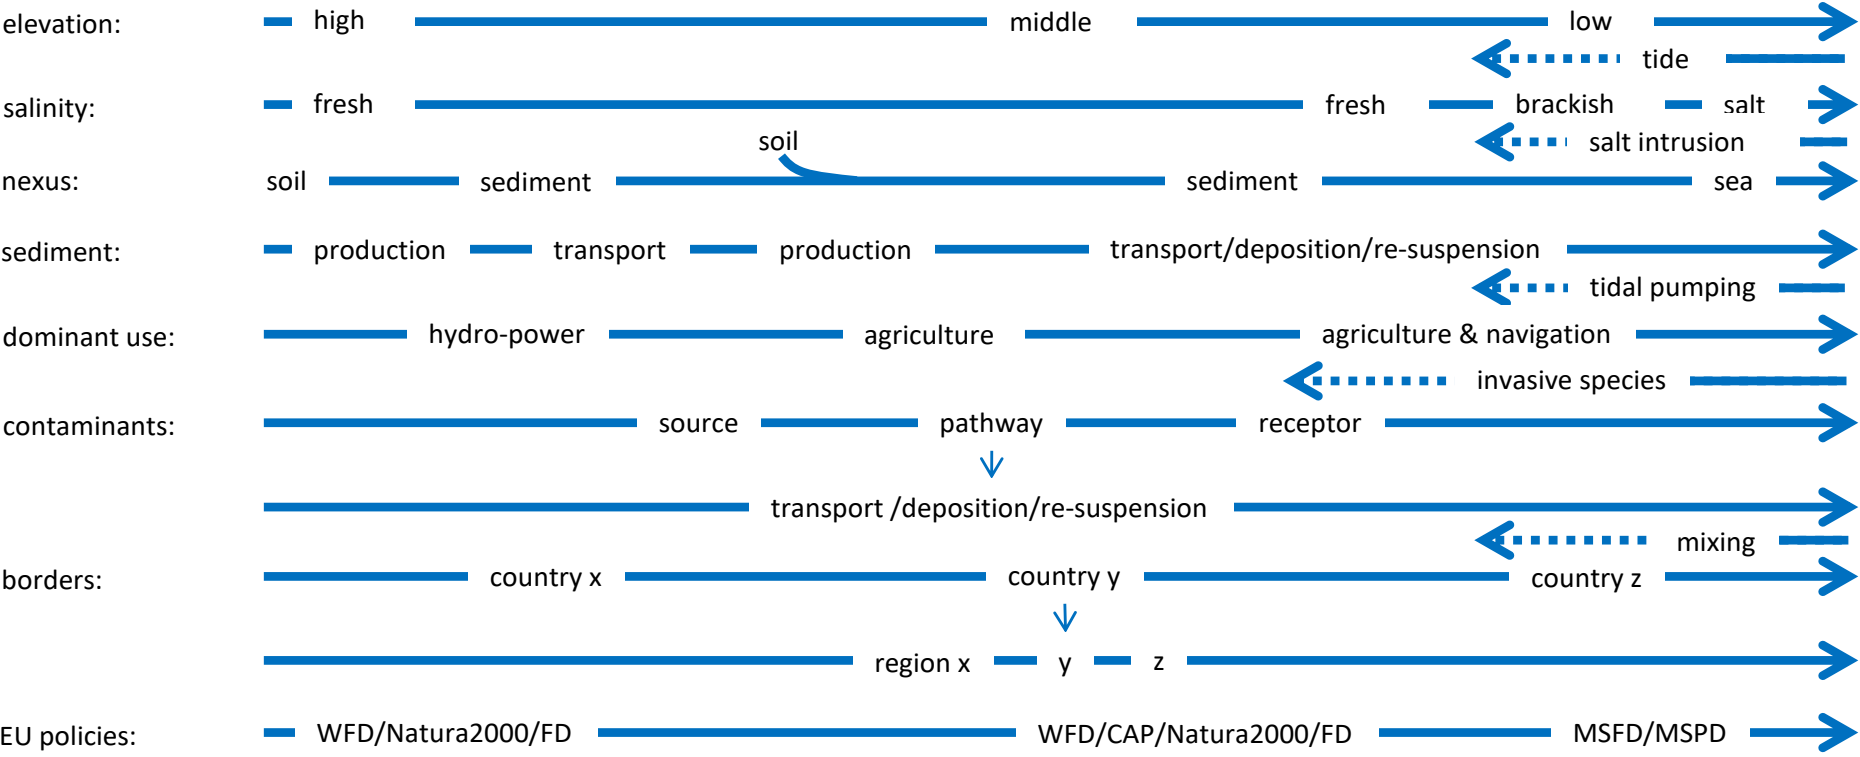 elevation: high middle low
tide
salinity: fresh fresh brackish salt
soil salt intrusion
nexus: soil sediment sediment sea
sediment: production transport production transport/deposition/re-suspension
tidal pumping
dominant use: hydro-power agriculture agriculture & navigation
invasive species
contaminants: source pathway receptor
transport /deposition/re-suspension
mixing
borders: country x country y country z
region x y z
EU policies: WFD/Natura2000/FD WFD/CAP/Natura2000/FD MSFD/MSPD